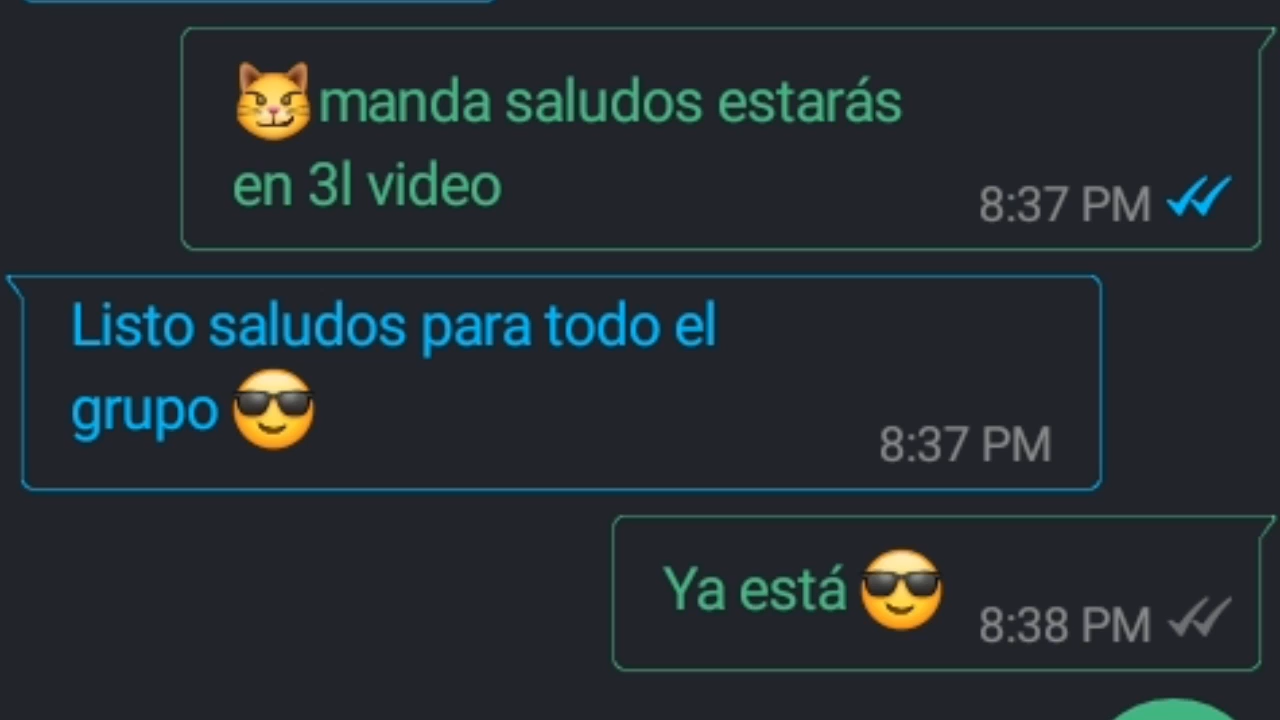 😼manda saludos estarás
en 3l video
8:37 PM
Listo saludos para todo el
grupo 😎
8:37 PM
Ya está 😎
8:38 PM